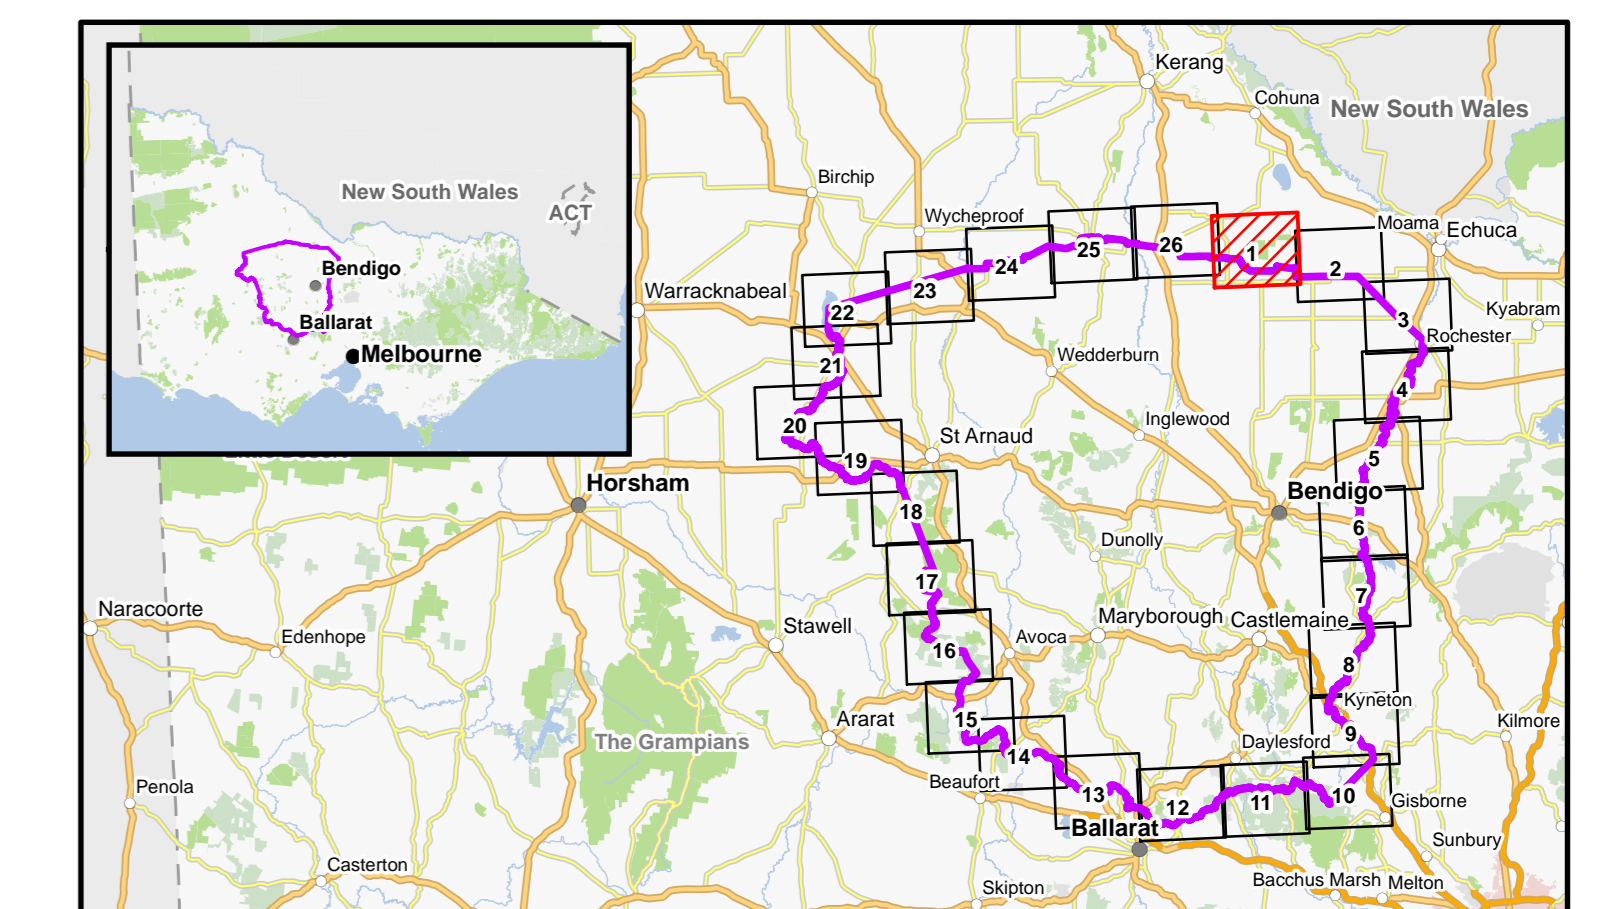 Kerang
Cohuna
New South Wales
Birchip
Wycheproof
Moama
Echuca
New South Wales
ACT
Bendigo
Ballarat
Melbourne
Warracknabeal
Kyabram
Rochester
Wedderburn
Inglewood
St Arnaud
Horsham
Bendigo
Dunolly
Naracoorte
Edenhope
Stawell
Avoca
Maryborough
Castlemaine
Kyneton
Ararat
The Grampians
Kilmore
Daylesford
Beaufort
Penola
Gisborne
Ballarat
Sunbury
Casterton
Skipton
Bacchus Marsh
Melton
1
2
3
4
5
6
7
8
9
10
11
12
13
14
15
16
17
18
19
20
21
22
23
24
25
26